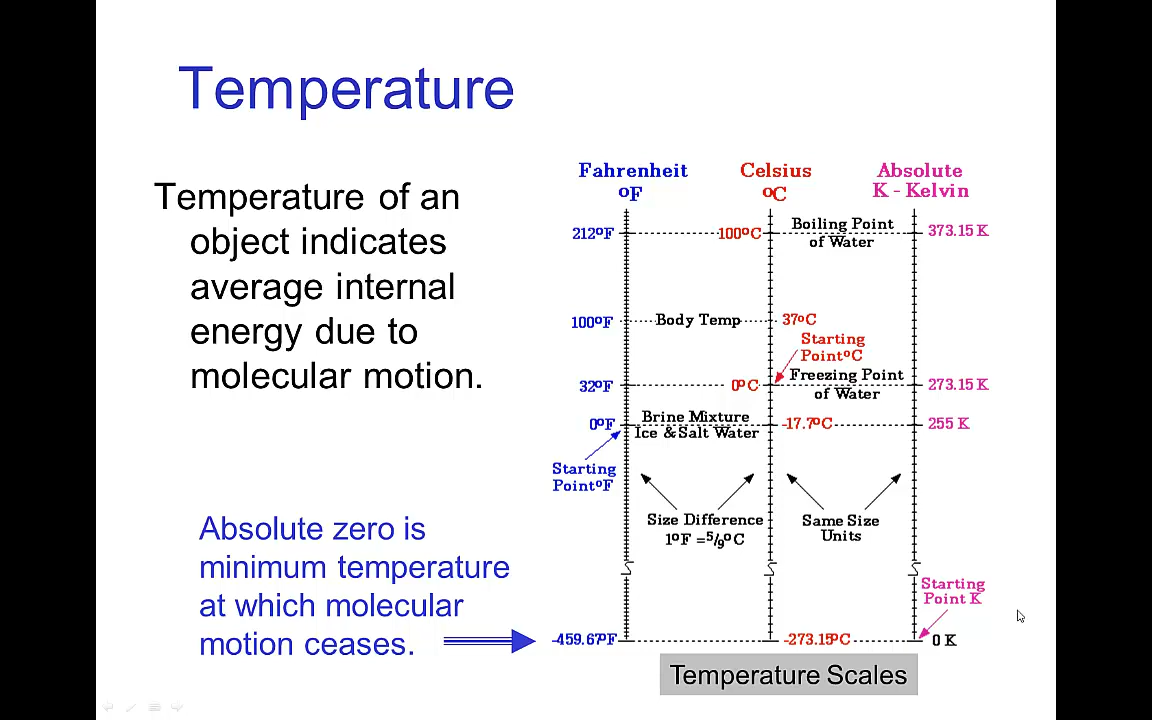 Temperature
Temperature of an
object indicates
average internal
energy due to
molecular motion.
Absolute zero is
minimum temperature
at which molecular
motion ceases.
Fahrenheit
ºF
Celsius
ºC
Absolute
K - Kelvin
212ºF
100ºC
Boiling Point
of Water
373.15 K
100ºF
Body Temp
37ºC
Starting
PointºC
32ºF
0ºC
Freezing Point
of Water
273.15 K
0ºF
Brine Mixture
Ice & Salt Water
-17.7ºC
255 K
Starting
PointºF
Size Difference
1ºF =5/9ºC
Same Size
Units
Starting
Point K
-459.67ºF
-273.15ºC
0 K
Temperature Scales